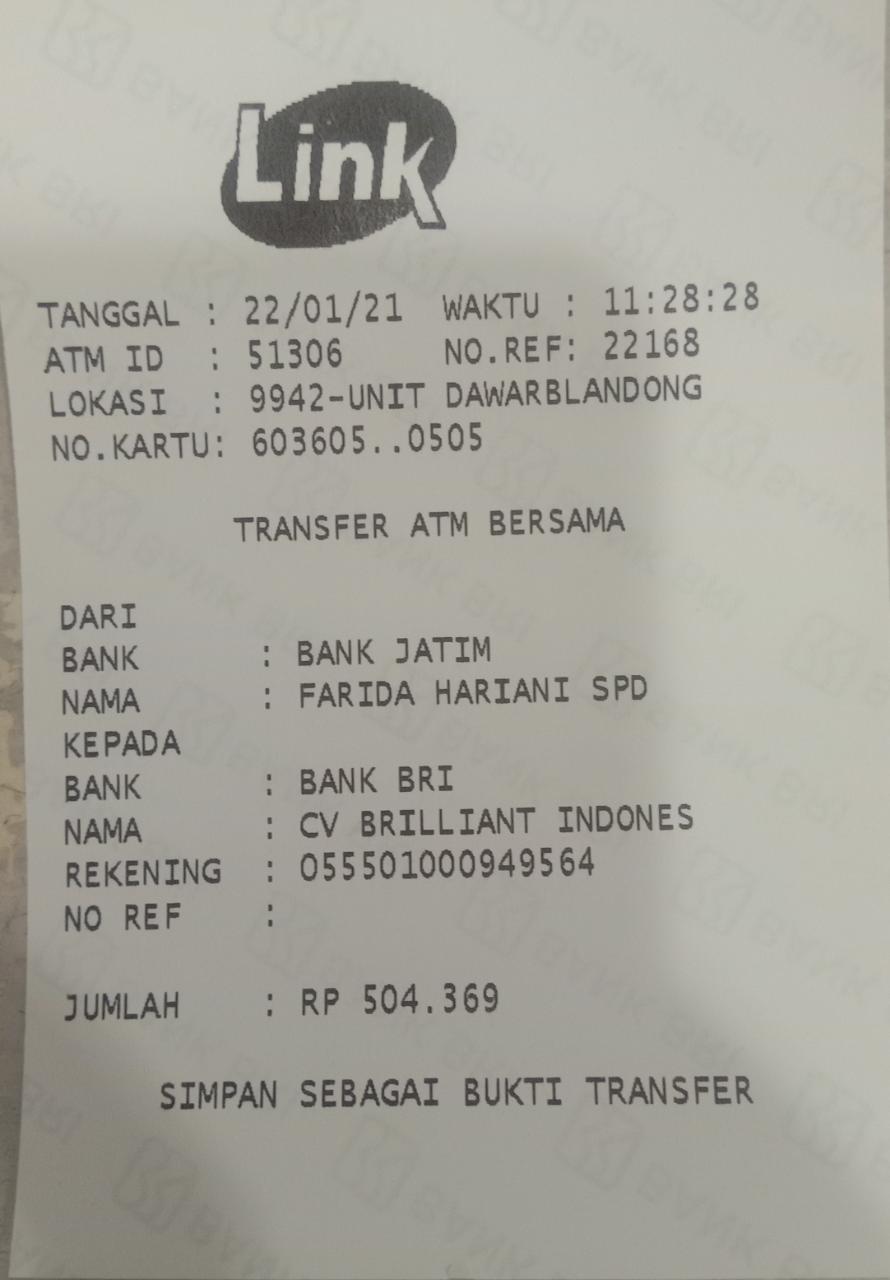 Link
TANGGAL : 22/01/21 WAKTU : 11:28:28
ATM ID : 51306 NO.REF: 22168
LOKASI : 9942-UNIT DAWARBLANDONG
NO.KARTU: 603605..0505
TRANSFER ATM BERSAMA
DARI
BANK : BANK JATIM
NAMA : FARIDA HARIANI SPD
KEPADA
BANK : BANK BRI
NAMA : CV BRILLIANT INDONES
REKENING : 055501000949564
NO REF :
JUMLAH : RP 504.369
SIMPAN SEBAGAI BUKTI TRANSFER